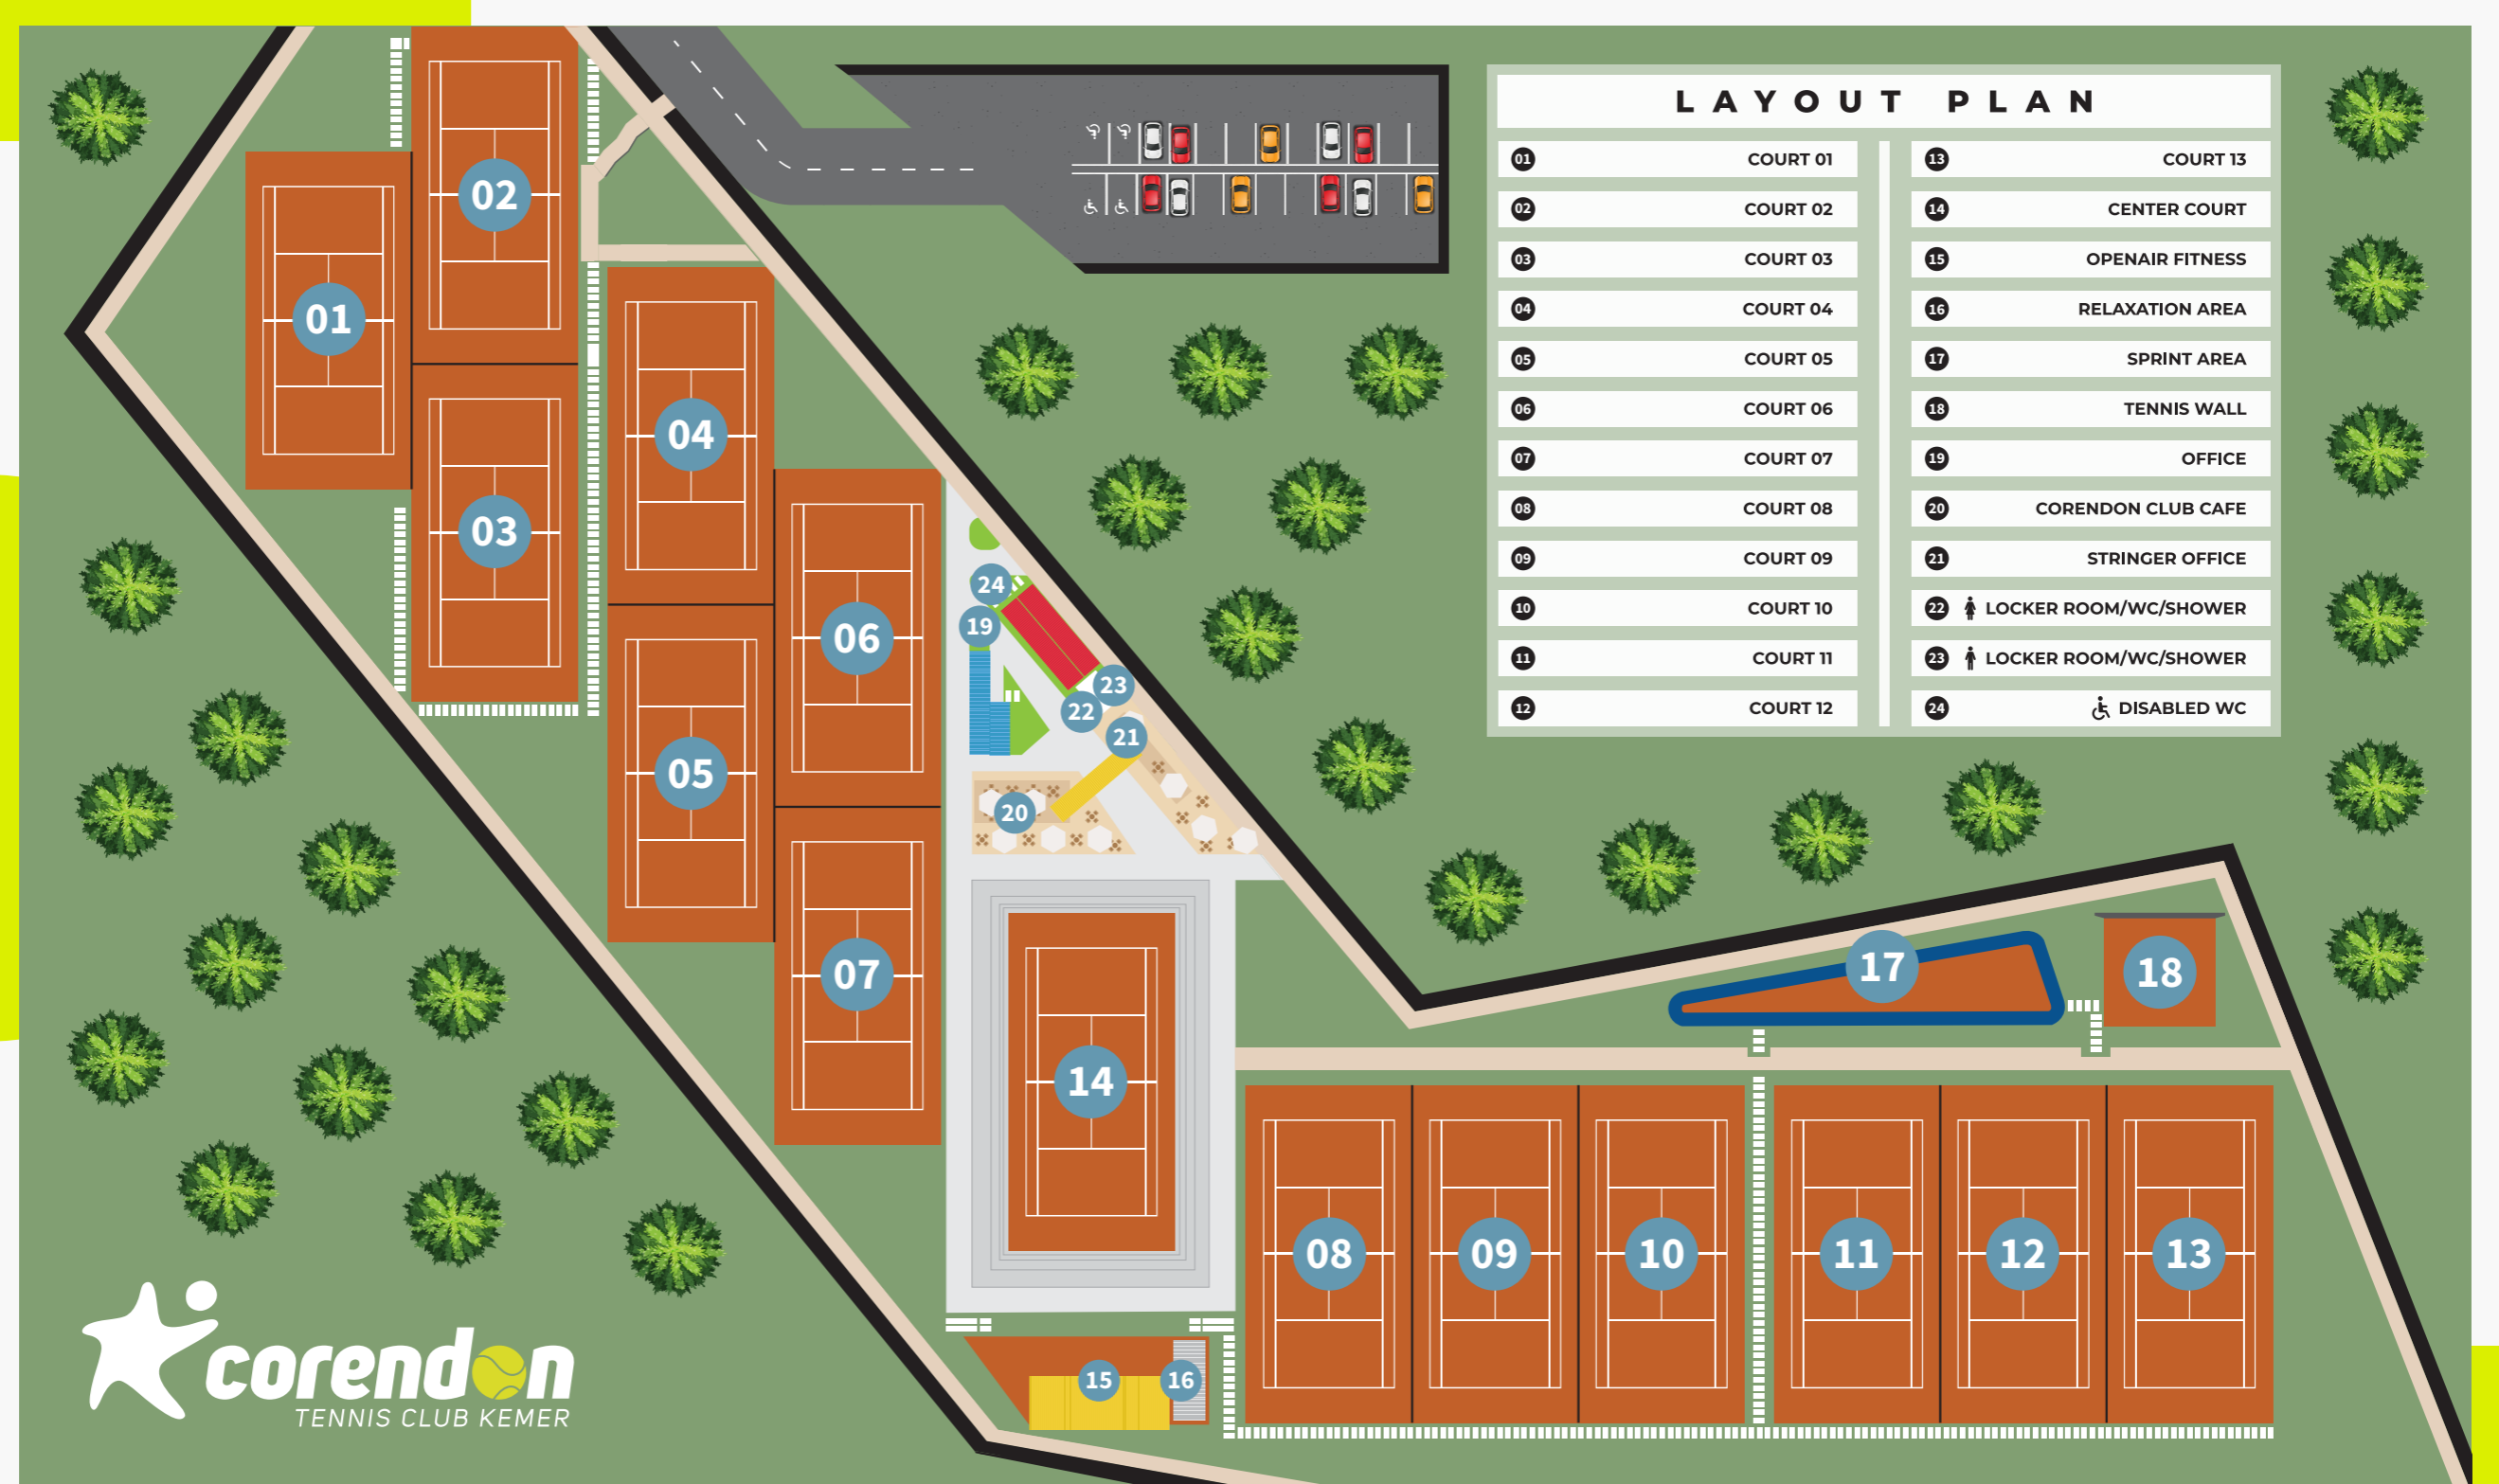 LAYOUT PLAN
01 COURT 01
02 COURT 02
03 COURT 03
04 COURT 04
05 COURT 05
06 COURT 06
07 COURT 07
08 COURT 08
09 COURT 09
10 COURT 10
11 COURT 11
12 COURT 12
13 COURT 13
14 CENTER COURT
15 OPENAIR FITNESS
16 RELAXATION AREA
17 SPRINT AREA
18 TENNIS WALL
19 OFFICE
20 CORENDON CLUB CAFE
21 STRINGER OFFICE
22 LOCKER ROOM/WC/SHOWER
23 LOCKER ROOM/WC/SHOWER
24 DISABLED WC
02
01
04
03
24
19
06
23
22
21
05
20
17
18
07
14
08
09
10
11
12
13
15
16
corendon
TENNIS CLUB KEMER